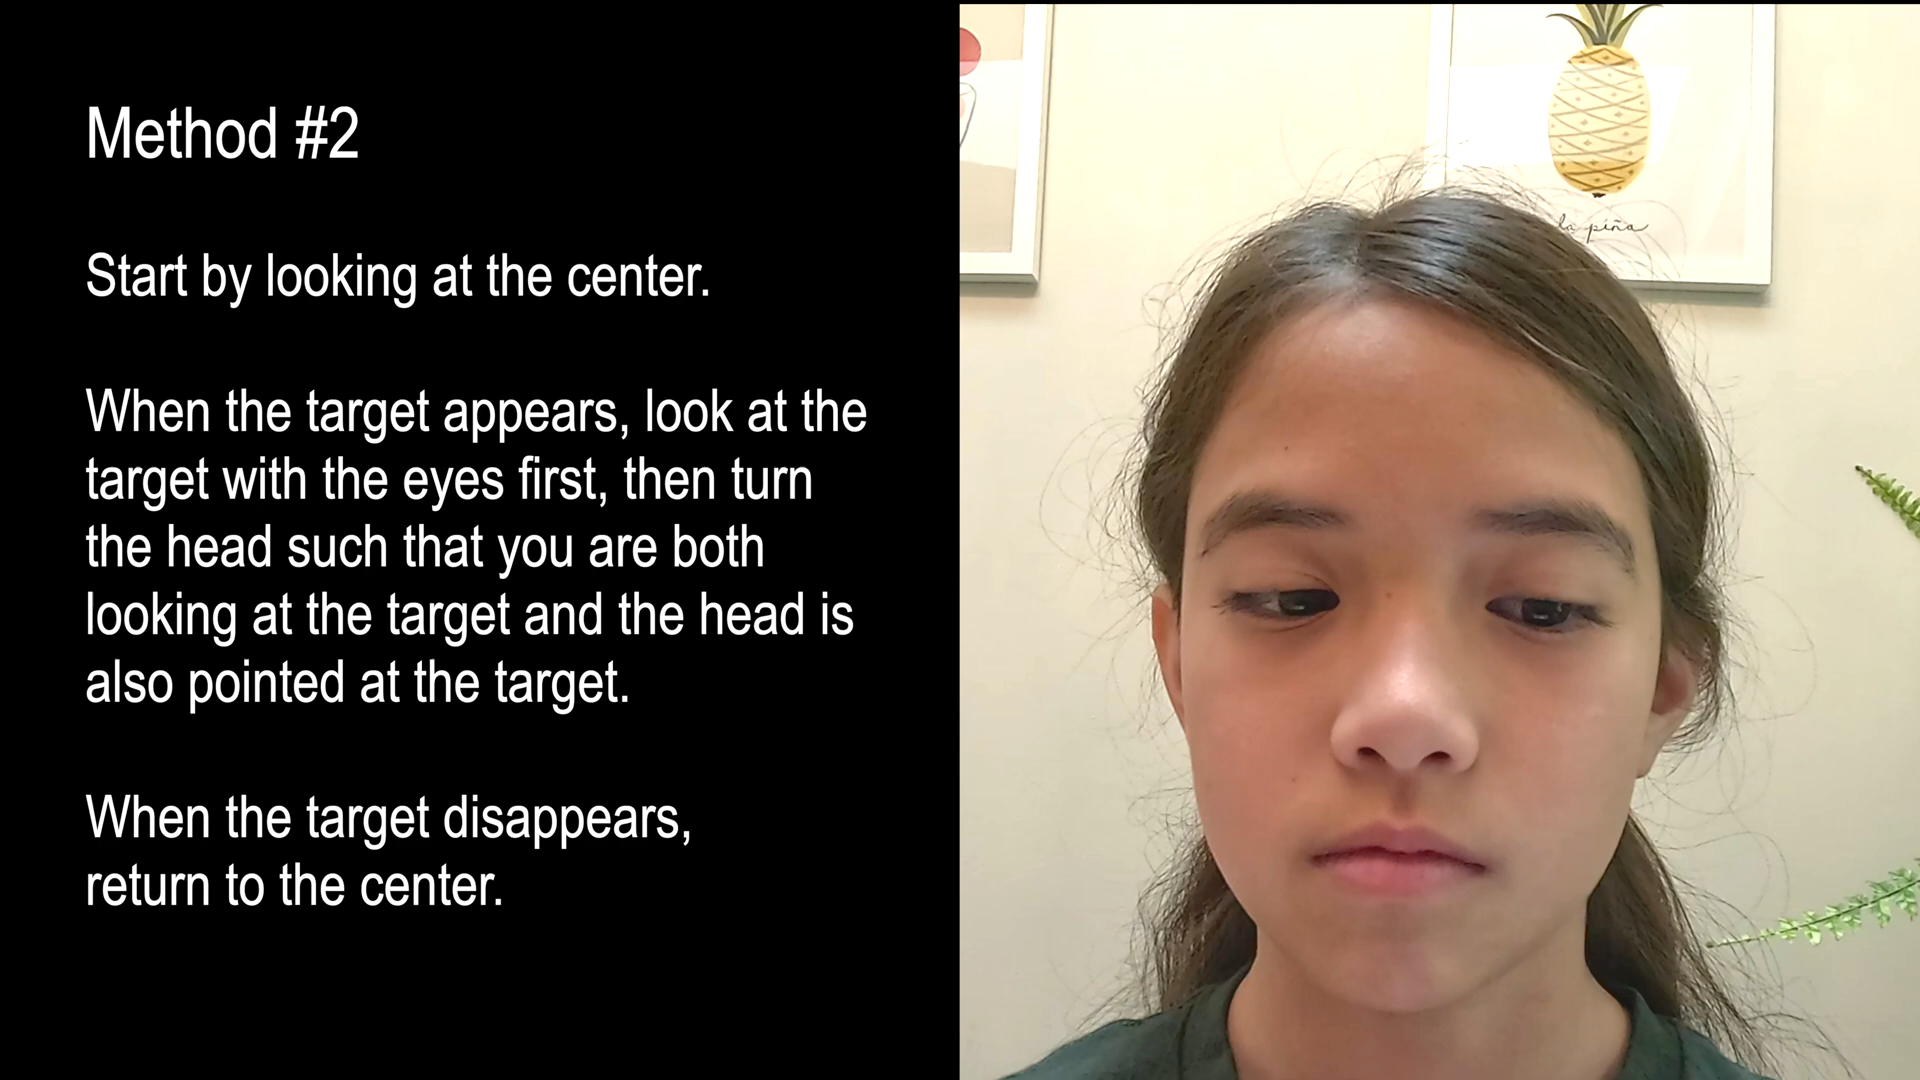 Method #2
Start by looking at the center.
When the target appears, look at the
target with the eyes first, then turn
the head such that you are both
looking at the target and the head is
also pointed at the target.
When the target disappears,
return to the center.
la piña